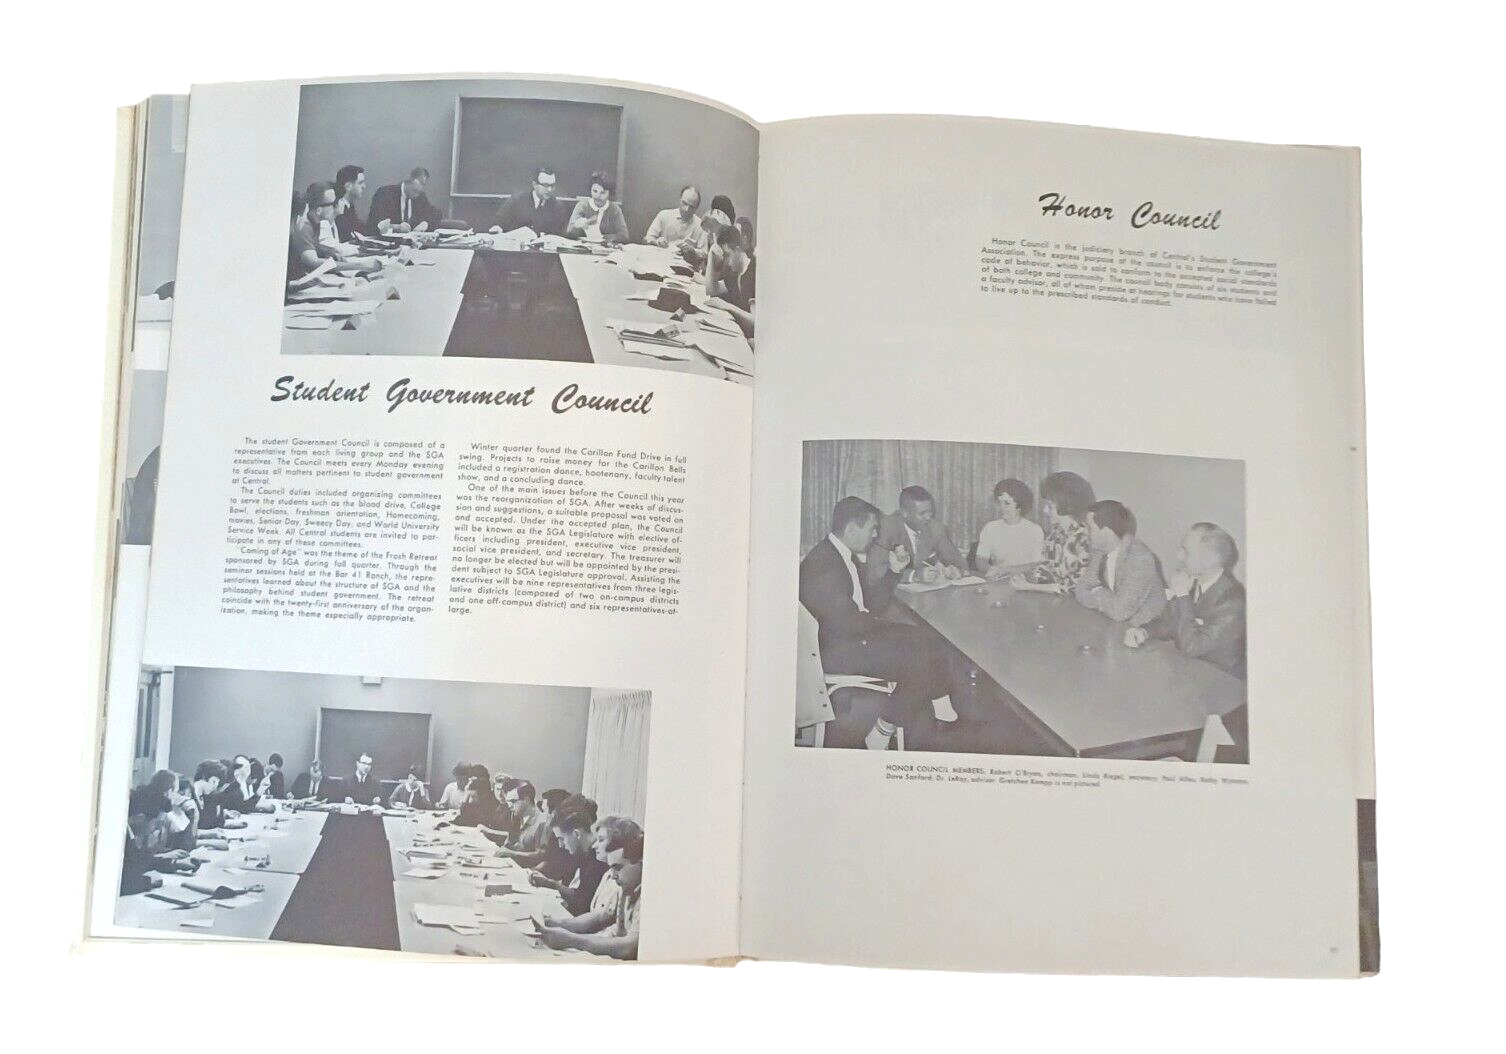 Student Government Council
The student Government Council is composed of a
representative from each living group and the SGA
executives. The Council meets every Monday evening
to discuss all matters pertinent to student government
at Central.
The Council duties included organizing committees
to serve the students such as the blood drive, College
Bowl, elections, freshman orientation, Homecoming,
movies, Senior Day, Sweecy Day, and World University
Service Week. All Central students are invited to par-
ticipate in any of these committees.
"Coming of Age" was the theme of the Frosh Retreat
sponsored by SGA during fall quarter. Through the
seminar sessions held at the Bar 41 Ranch, the repre-
sentatives learned about the structure of SGA and the
philosophy behind student government. The retreat
coincide with the twenty-first anniversary of the organ-
ization, making the theme especially appropriate.
Winter quarter found the Carillon Fund Drive in full
swing. Projects to raise money for the Carillon Bells
included a registration dance, hootenany, faculty talent
show, and a concluding dance.
One of the main issues before the Council this year
was the reorganization of SGA. After weeks of discus-
sion and suggestions, a suitable proposal was voted on
and accepted. Under the accepted plan, the Council
will be known as the SGA Legislature with elective of-
ficers including president, executive vice president,
social vice president, and secretary. The treasurer will
no longer be elected but will be appointed by the presi-
dent subject to SGA Legislature approval. Assisting the
executives will be nine representatives from three legis-
lative districts (composed of two on-campus districts
and one off-campus district) and six representatives-at-
large.
Honor Council
Honor Council is the judiciary branch of Central's Student Government
Association. The express purpose of the council is to enforce the college's
code of behavior, which is said to conform to the accepted social standards
of both college and community. The council body consists of six students and
a faculty advisor, all of whom preside at hearings for students who have failed
to live up to the prescribed standards of conduct.
HONOR COUNCIL MEMBERS: Robert O'Bryan, chairman, Linda Riegel, secretary; Paul Allen, Kathy
Dave Sanford; Dr. LeRay, advisor. Gretchen Kampp is not pictured.